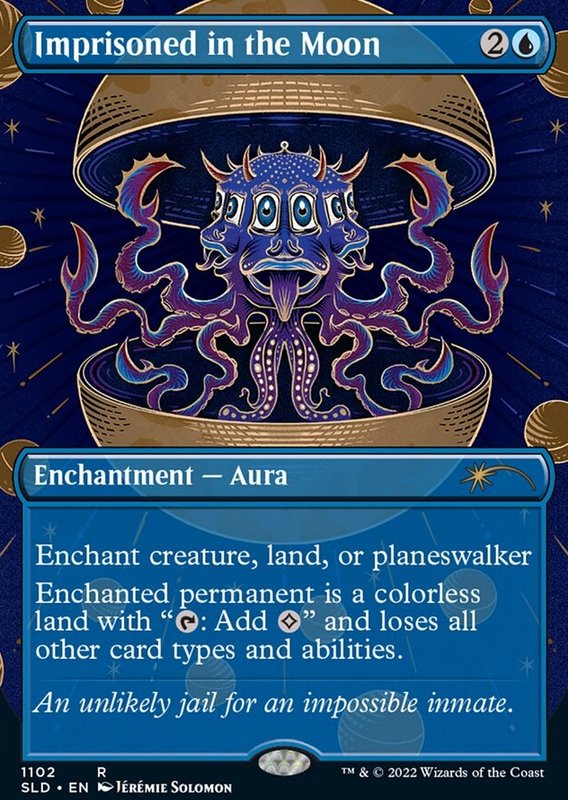 Imprisoned in the Moon 2
Enchantment — Aura
Enchant creature, land, or planeswalker
Enchanted permanent is a colorless
land with “: Add ” and loses all
other card types and abilities.
An unlikely jail for an impossible inmate.
1102 R
SLD • EN Jérémie Solomon
™ & © 2022 Wizards of the Coast